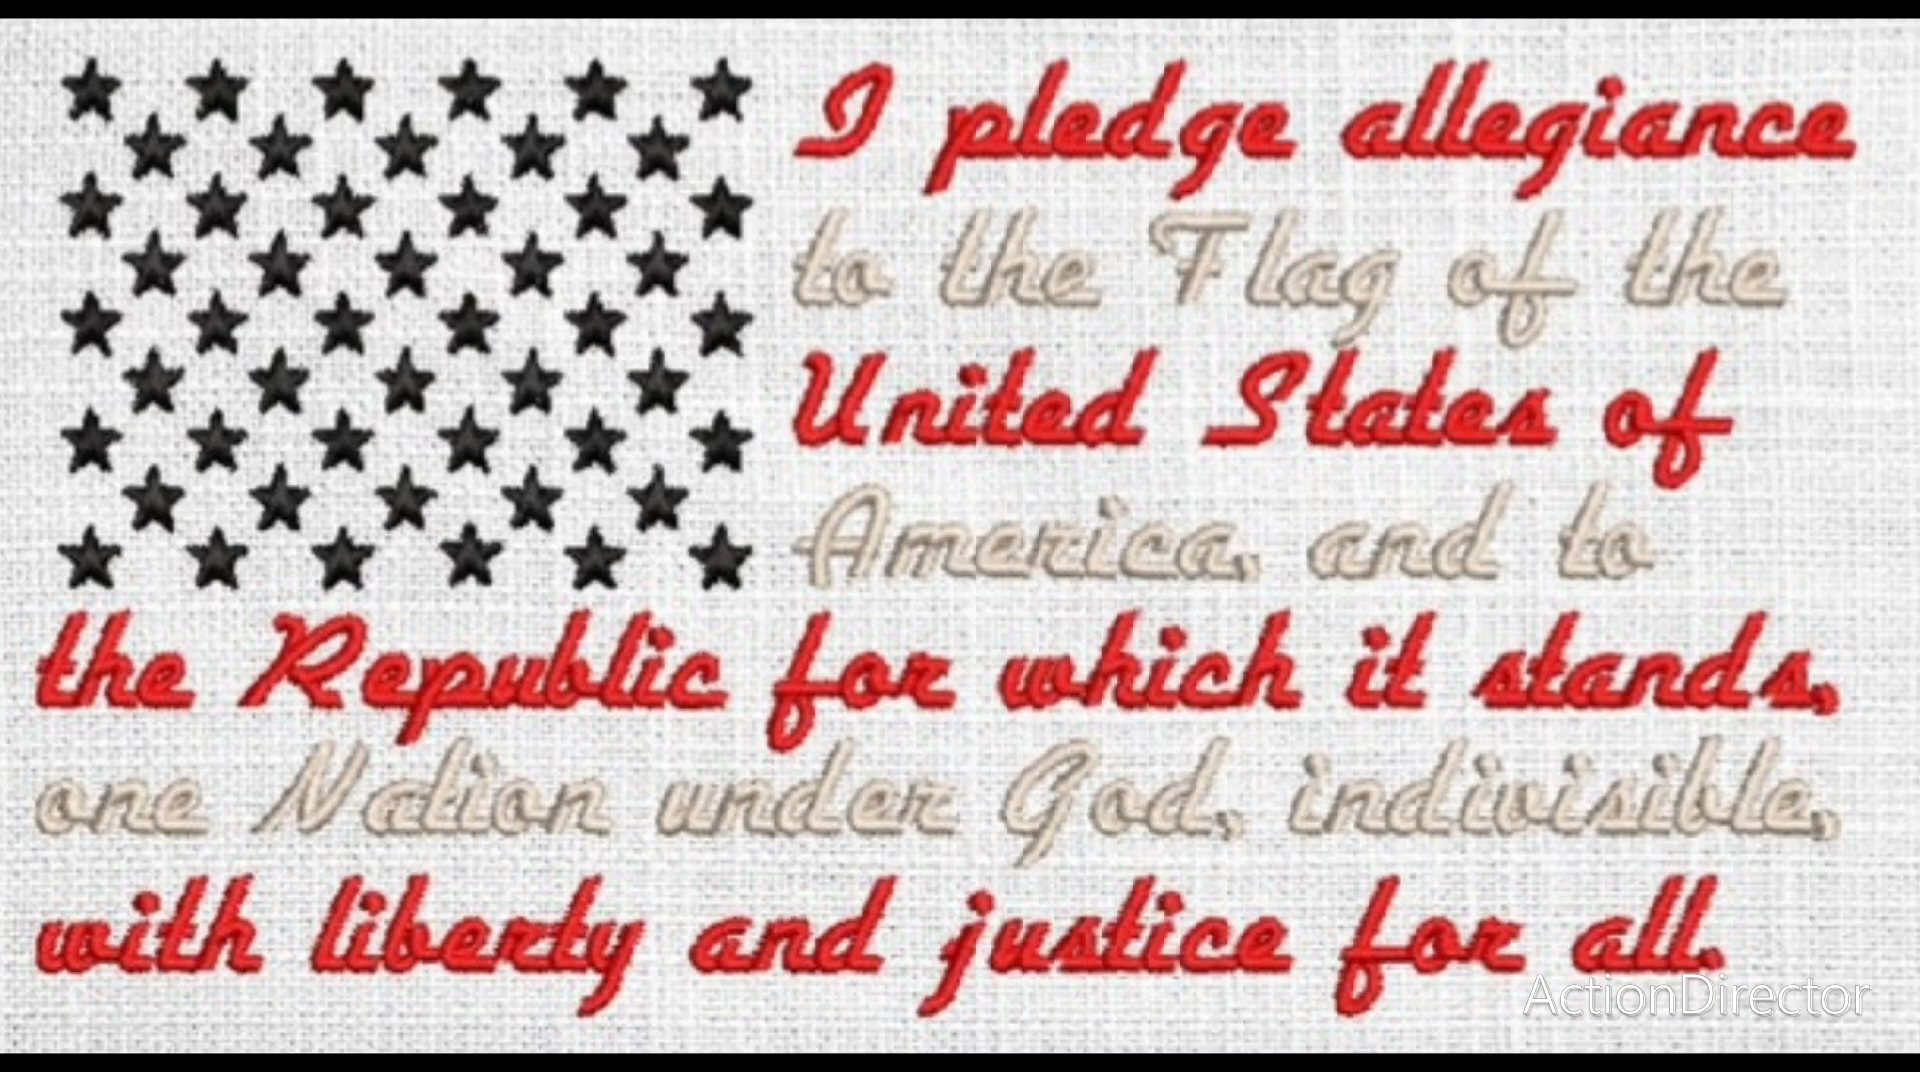 I pledge allegiance
to the Flag of the
United States of
America, and to
the Republic for which it stands,
one Nation under God, indivisible,
with liberty and justice for all.
ActionDirector